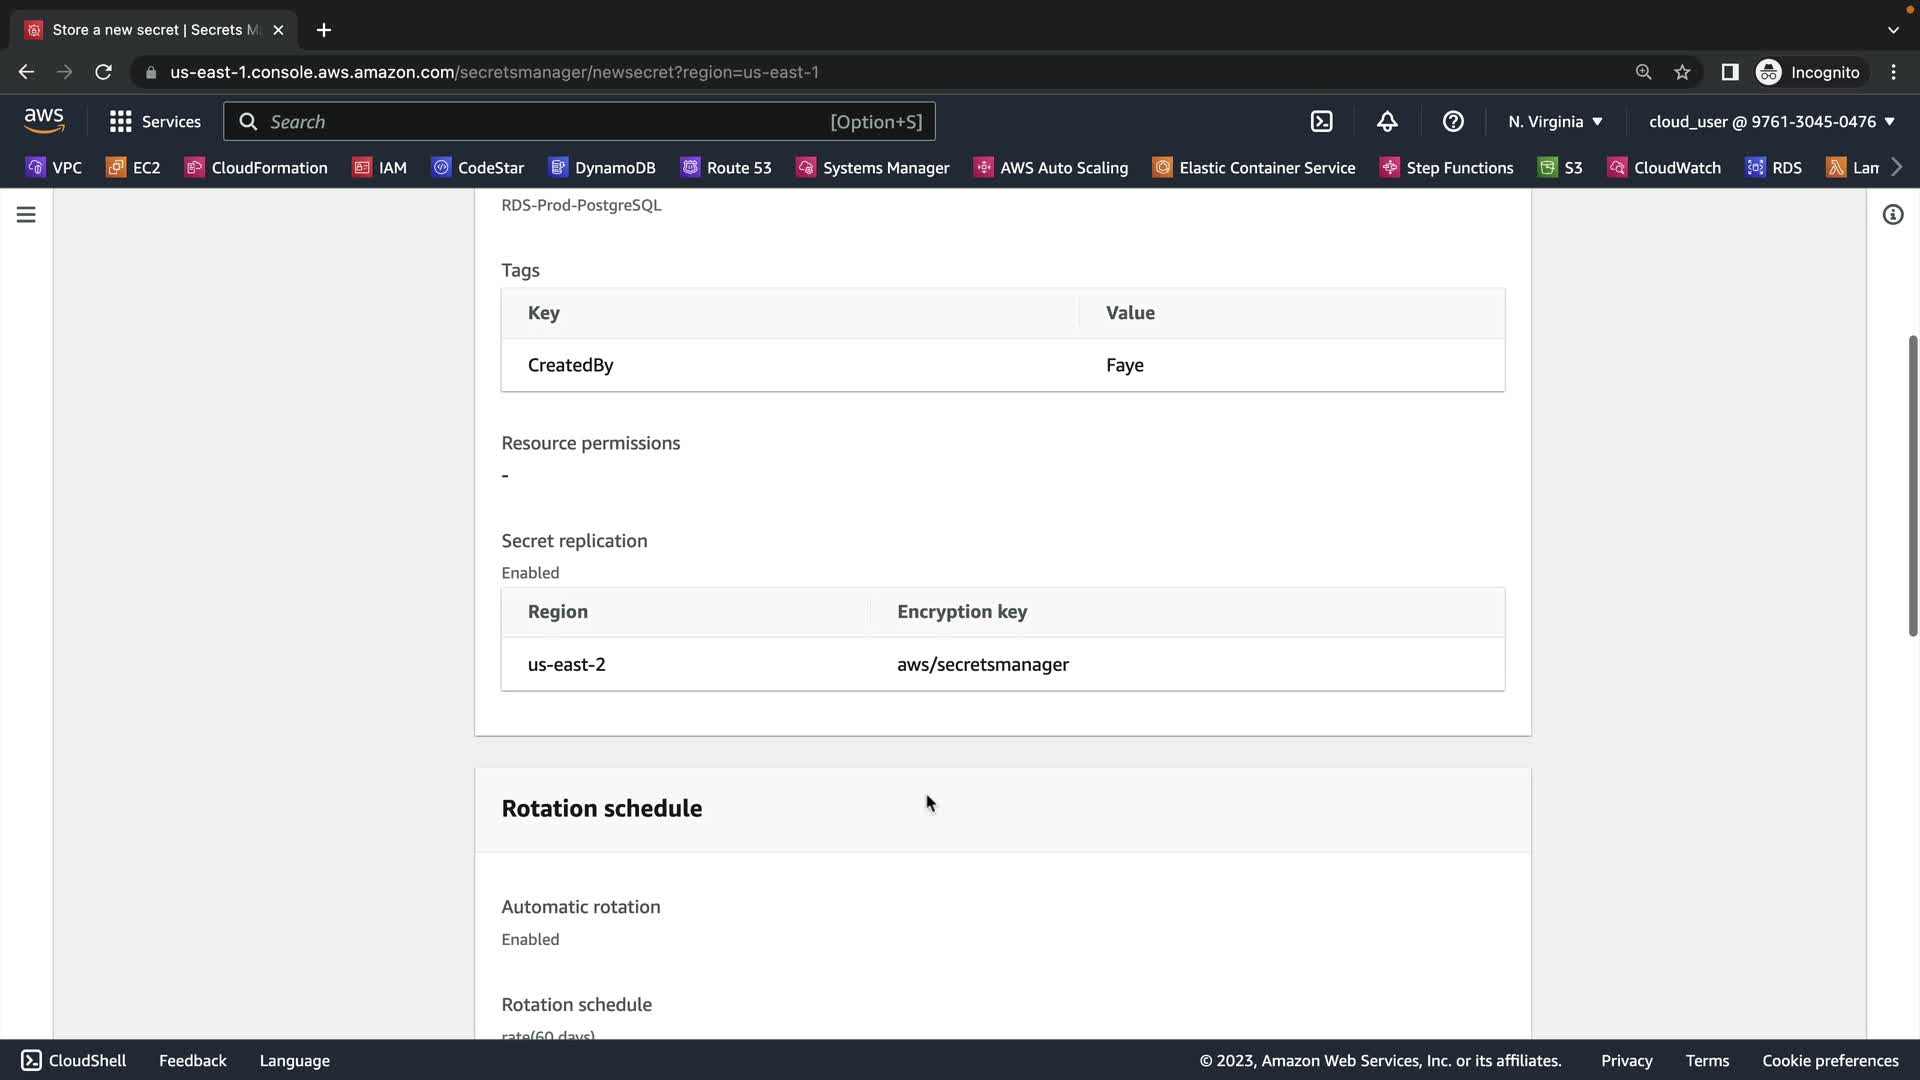 Store a new secret | Secrets M
us-east-1.console.aws.amazon.com/secretsmanager/newsecret?region=us-east-1
Incognito
aws
Services
Search
[Option+S]
N. Virginia
cloud_user @ 9761-3045-0476
VPC
EC2
CloudFormation
IAM
CodeStar
DynamoDB
Route 53
Systems Manager
AWS Auto Scaling
Elastic Container Service
Step Functions
S3
CloudWatch
RDS
Lam
RDS-Prod-PostgreSQL
Tags
Key Value
CreatedBy Faye
Resource permissions
-
Secret replication
Enabled
Region Encryption key
us-east-2 aws/secretsmanager
Rotation schedule
Automatic rotation
Enabled
Rotation schedule
rate(60 days)
CloudShell
Feedback
Language
© 2023, Amazon Web Services, Inc. or its affiliates.
Privacy
Terms
Cookie preferences